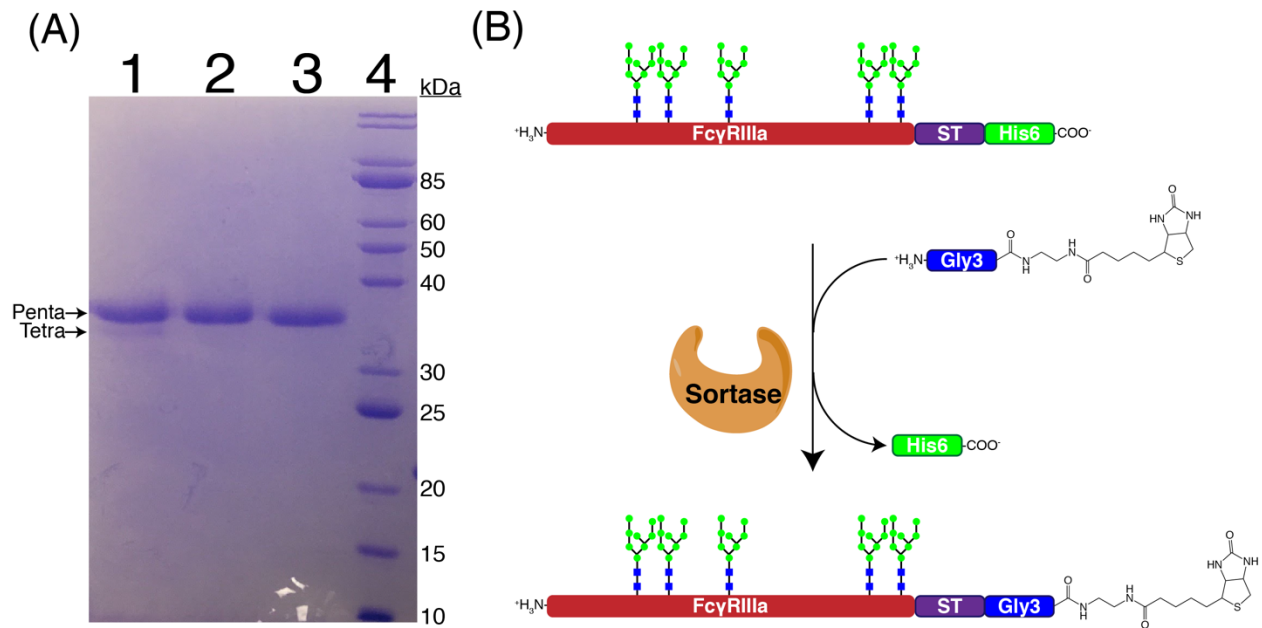 (A)
1 2 3 4 kDa
85
60
50
40
Penta
Tetra
30
25
20
15
10
(B)
⁺H₃N- FcγRIIIa ST His6 -COO⁻
O
HN NH
⁺H₃N- Gly3 O N H H N O S
Sortase
His6 -COO⁻
O
HN NH
⁺H₃N- FcγRIIIa ST Gly3 O N H H N O S